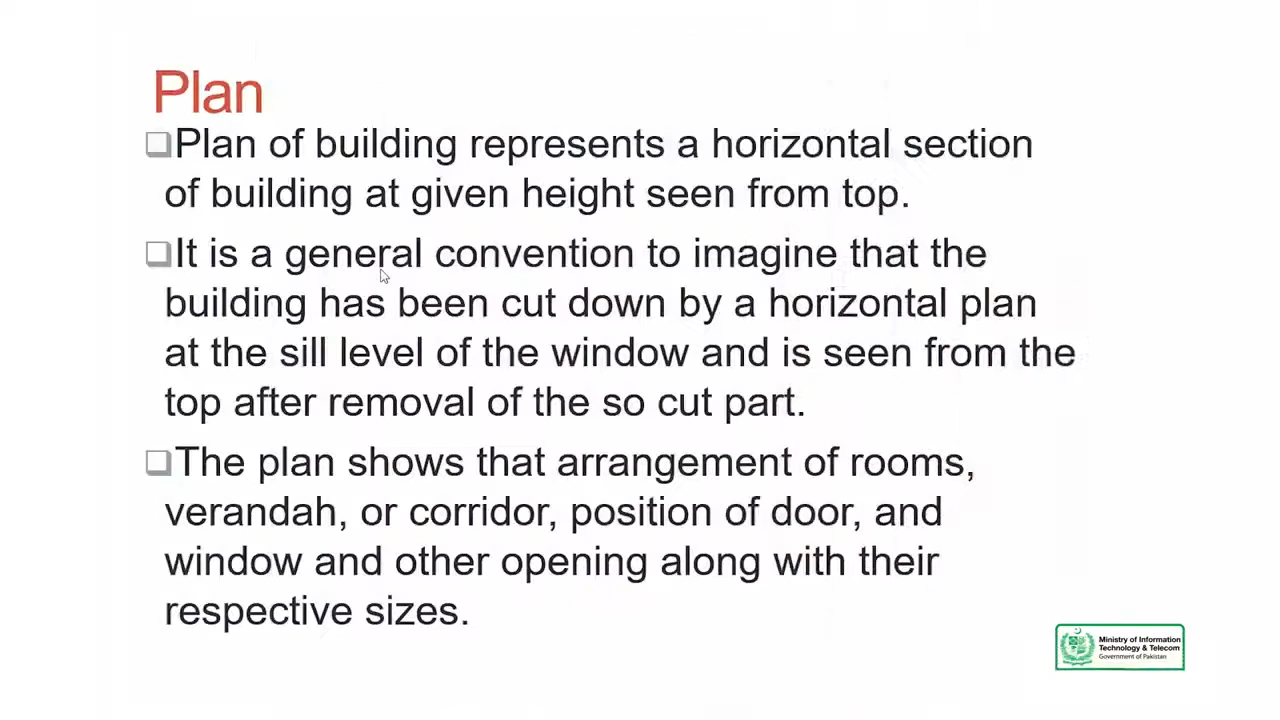 Plan
Plan of building represents a horizontal section
of building at given height seen from top.
It is a general convention to imagine that the
building has been cut down by a horizontal plan
at the sill level of the window and is seen from the
top after removal of the so cut part.
The plan shows that arrangement of rooms,
verandah, or corridor, position of door, and
window and other opening along with their
respective sizes.
Ministry of Information
Technology & Telecom
Government of Pakistan